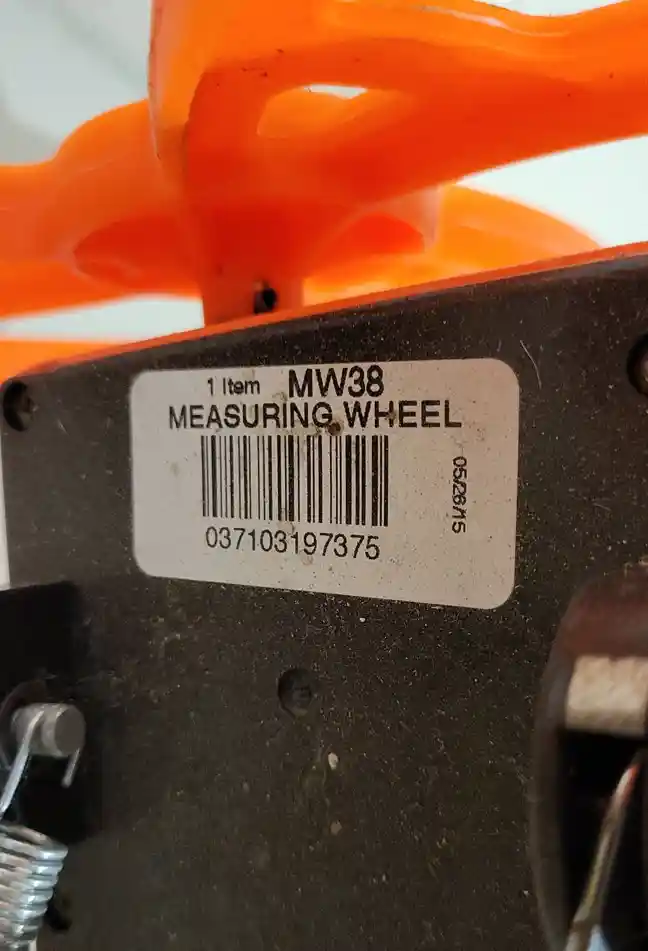 1 Item MW38
MEASURING WHEEL
037103197375
05/26/15